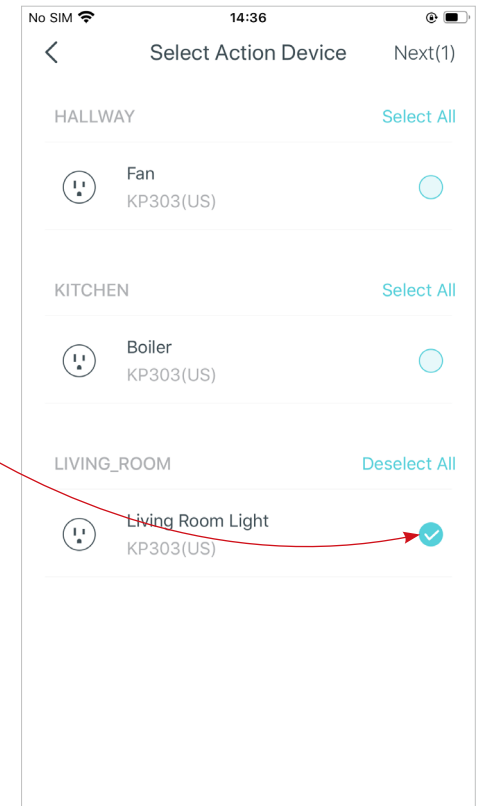 No SIM 14:36
Select Action Device Next(1)
HALLWAY Select All
Fan
KP303(US)
KITCHEN Select All
Boiler
KP303(US)
LIVING_ROOM Deselect All
Living Room Light
KP303(US)